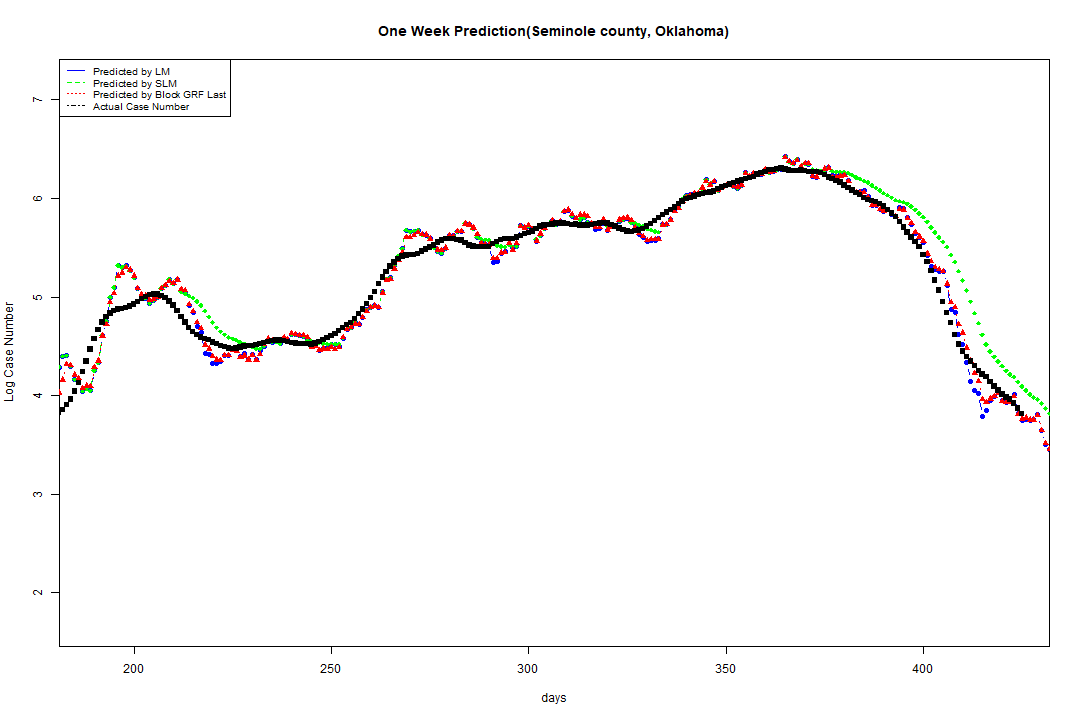 One Week Prediction(Seminole county, Oklahoma)
Predicted by LM
Predicted by SLM
Predicted by Block GRF Last
Actual Case Number
Log Case Number
7
6
5
4
3
2
200 250 300 350 400
days